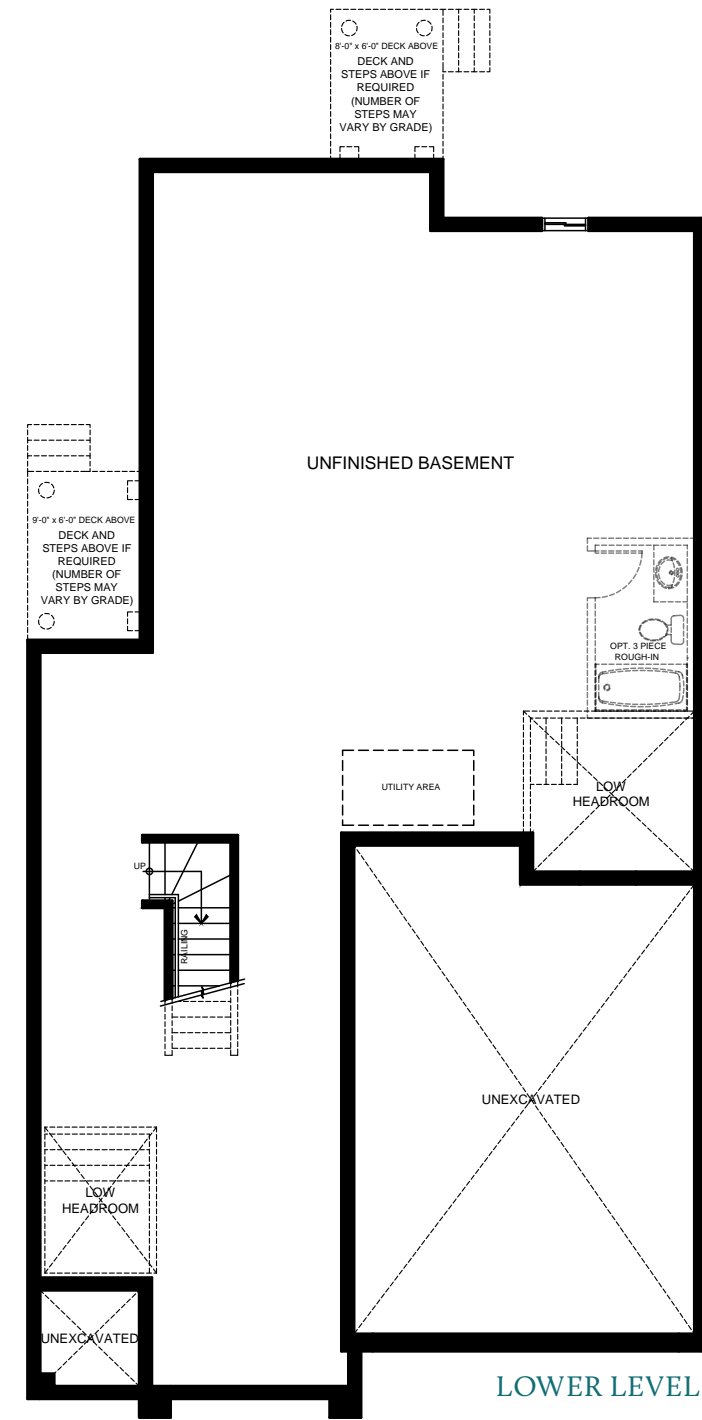 8'-0" x 6'-0" DECK ABOVE
DECK AND
STEPS ABOVE IF
REQUIRED
(NUMBER OF
STEPS MAY
VARY BY GRADE)
UNFINISHED BASEMENT
9'-0" x 6'-0" DECK ABOVE
DECK AND
STEPS ABOVE IF
REQUIRED
(NUMBER OF
STEPS MAY
VARY BY GRADE)
OPT. 3 PIECE
ROUGH-IN
UTILITY AREA
LOW
HEADROOM
UP
RAILING
UNEXCAVATED
LOW
HEADROOM
UNEXCAVATED
LOWER LEVEL